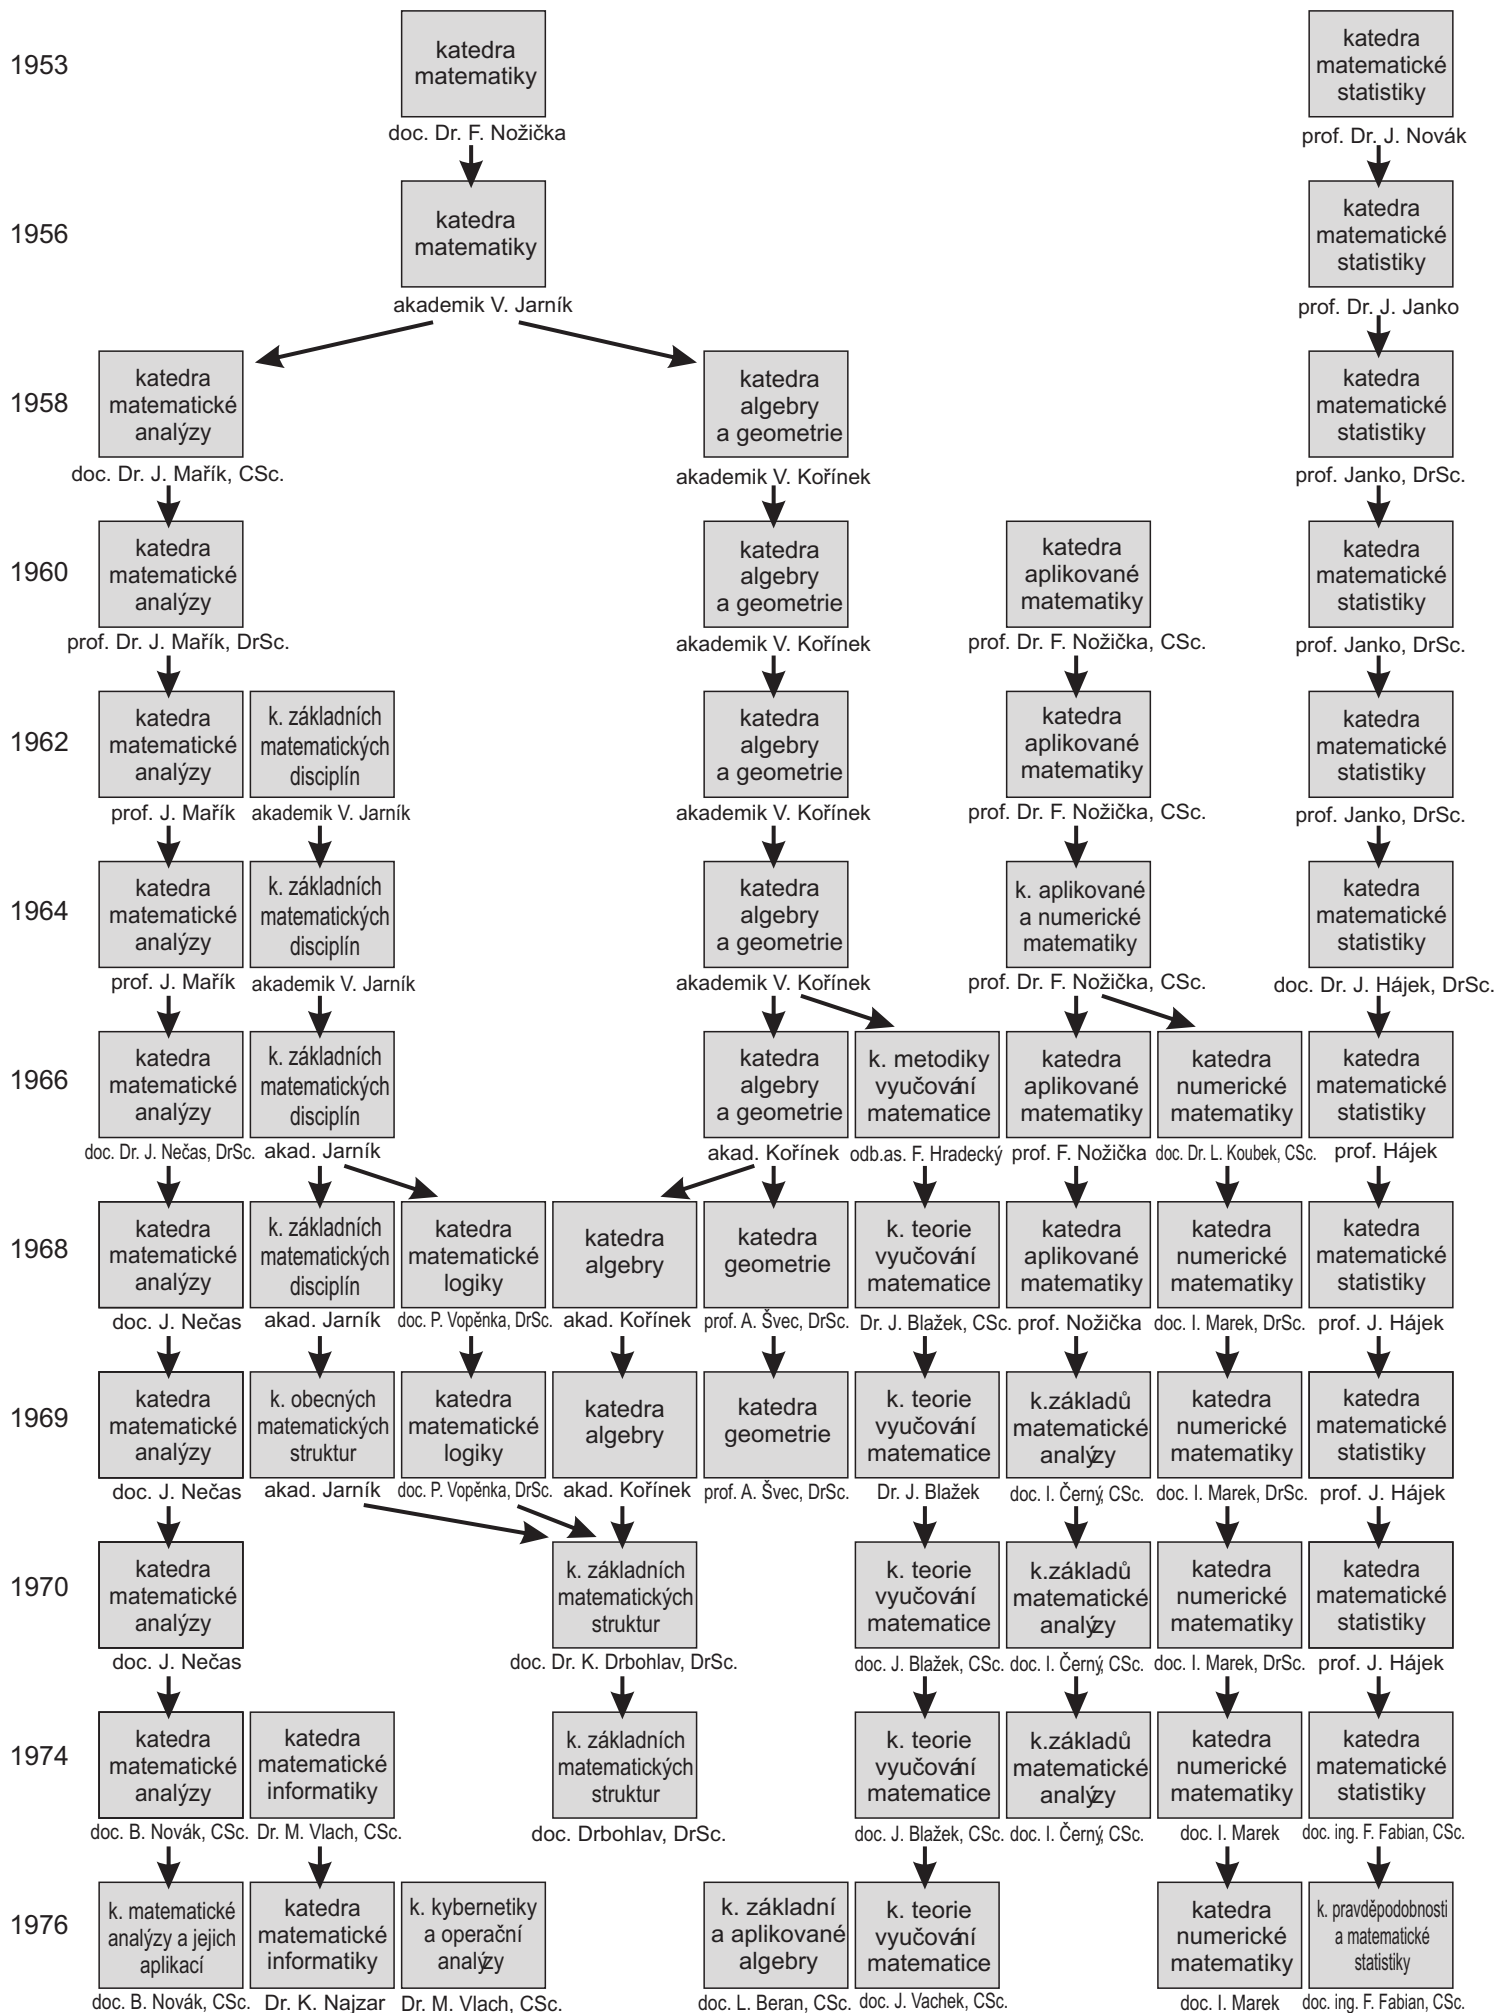 1953
katedra
matematiky
doc. Dr. F. Nožička
katedra
matematické
statistiky
prof. Dr. J. Novák
1956
katedra
matematiky
akademik V. Jarník
katedra
matematické
statistiky
prof. Dr. J. Janko
1958
katedra
matematické
analýzy
doc. Dr. J. Mařík, CSc.
katedra
algebry
a geometrie
akademik V. Kořínek
katedra
matematické
statistiky
prof. Janko, DrSc.
1960
katedra
matematické
analýzy
prof. Dr. J. Mařík, DrSc.
katedra
algebry
a geometrie
akademik V. Kořínek
katedra
aplikované
matematiky
prof. Dr. F. Nožička, CSc.
katedra
matematické
statistiky
prof. Janko, DrSc.
1962
katedra
matematické
analýzy
prof. J. Mařík
k. základních
matematických
disciplín
akademik V. Jarník
katedra
algebry
a geometrie
akademik V. Kořínek
katedra
aplikované
matematiky
prof. Dr. F. Nožička, CSc.
katedra
matematické
statistiky
prof. Janko, DrSc.
1964
katedra
matematické
analýzy
prof. J. Mařík
k. základních
matematických
disciplín
akademik V. Jarník
katedra
algebry
a geometrie
akademik V. Kořínek
k. aplikované
a numerické
matematiky
prof. Dr. F. Nožička, CSc.
katedra
matematické
statistiky
doc. Dr. J. Hájek, DrSc.
1966
katedra
matematické
analýzy
doc. Dr. J. Nečas, DrSc.
k. základních
matematických
disciplín
akad. Jarník
katedra
algebry
a geometrie
akad. Kořínek
k. metodiky
vyučování
matematice
odb.as. F. Hradecký
katedra
aplikované
matematiky
prof. F. Nožička
katedra
numerické
matematiky
doc. Dr. L. Koubek, CSc.
katedra
matematické
statistiky
prof. Hájek
1968
katedra
matematické
analýzy
doc. J. Nečas
k. základních
matematických
disciplín
akad. Jarník
katedra
matematické
logiky
doc. P. Vopěnka, DrSc.
katedra
algebry
akad. Kořínek
katedra
geometrie
prof. A. Švec, DrSc.
k. teorie
vyučování
matematice
Dr. J. Blažek, CSc.
katedra
aplikované
matematiky
prof. Nožička
katedra
numerické
matematiky
doc. I. Marek, DrSc.
katedra
matematické
statistiky
prof. J. Hájek
1969
katedra
matematické
analýzy
doc. J. Nečas
k. obecných
matematických
struktur
akad. Jarník
katedra
matematické
logiky
doc. P. Vopěnka, DrSc.
katedra
algebry
akad. Kořínek
katedra
geometrie
prof. A. Švec, DrSc.
k. teorie
vyučování
matematice
Dr. J. Blažek
k.základů
matematické
analýzy
doc. I. Černý, CSc.
katedra
numerické
matematiky
doc. I. Marek, DrSc.
katedra
matematické
statistiky
prof. J. Hájek
1970
katedra
matematické
analýzy
doc. J. Nečas
k. základních
matematických
struktur
doc. Dr. K. Drbohlav, DrSc.
k. teorie
vyučování
matematice
doc. J. Blažek, CSc.
k.základů
matematické
analýzy
doc. I. Černý, CSc.
katedra
numerické
matematiky
doc. I. Marek, DrSc.
katedra
matematické
statistiky
prof. J. Hájek
1974
katedra
matematické
analýzy
doc. B. Novák, CSc.
katedra
matematické
informatiky
Dr. M. Vlach, CSc.
k. základních
matematických
struktur
doc. Drbohlav, DrSc.
k. teorie
vyučování
matematice
doc. J. Blažek, CSc.
k.základů
matematické
analýzy
doc. I. Černý, CSc.
katedra
numerické
matematiky
doc. I. Marek
katedra
matematické
statistiky
doc. ing. F. Fabian, CSc.
1976
k. matematické
analýzy a jejich
aplikací
doc. B. Novák, CSc.
katedra
matematické
informatiky
Dr. K. Najzar
k. kybernetiky
a operační
analýzy
Dr. M. Vlach, CSc.
k. základní
a aplikované
algebry
doc. L. Beran, CSc.
k. teorie
vyučování
matematice
doc. J. Vachek, CSc.
katedra
numerické
matematiky
doc. I. Marek
k. pravděpodobnosti
a matematické
statistiky
doc. ing. F. Fabian, CSc.